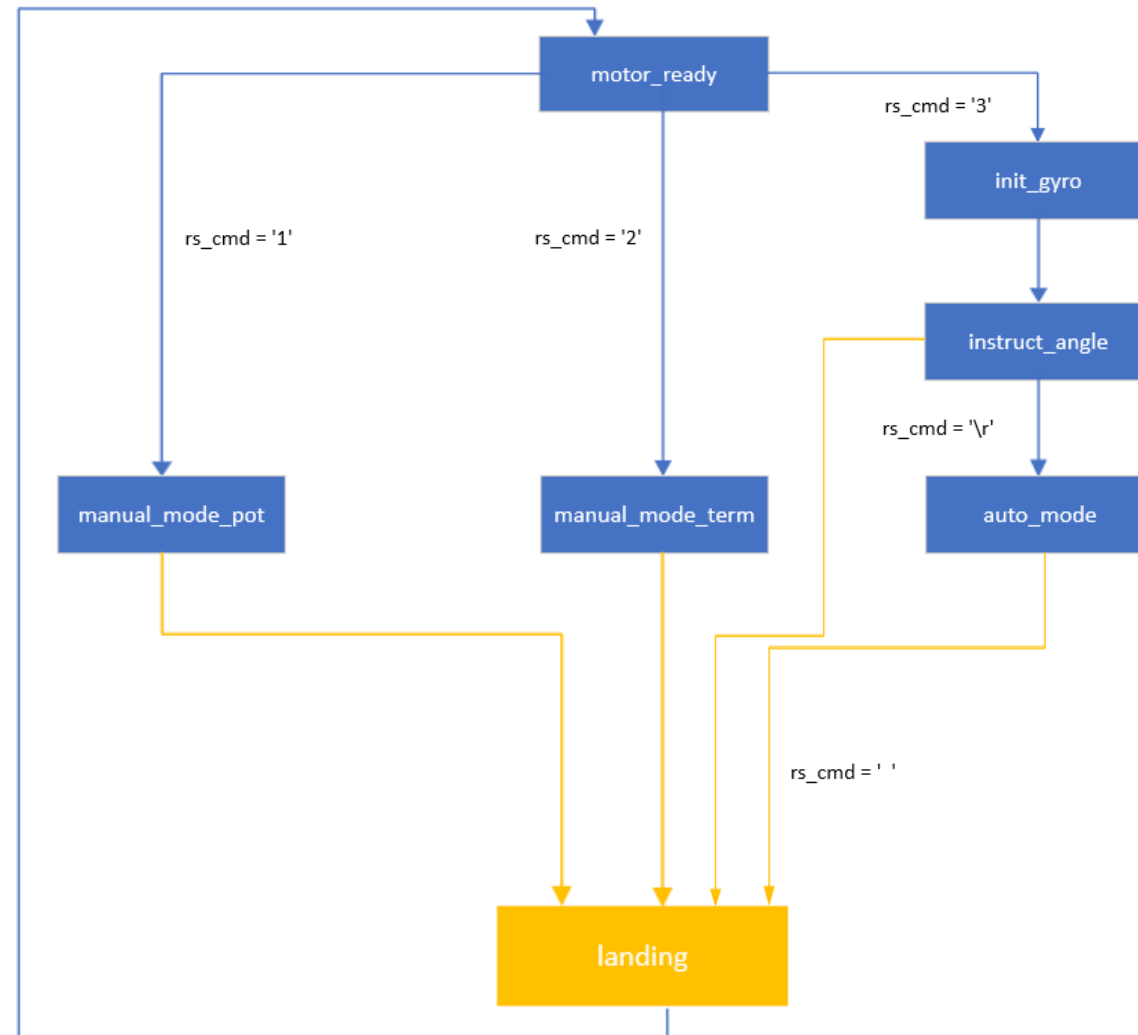 motor_ready
rs_cmd = '3'
init_gyro
rs_cmd = '1'
rs_cmd = '2'
instruct_angle
rs_cmd = '\r'
manual_mode_pot
manual_mode_term
auto_mode
rs_cmd = '  '
landing